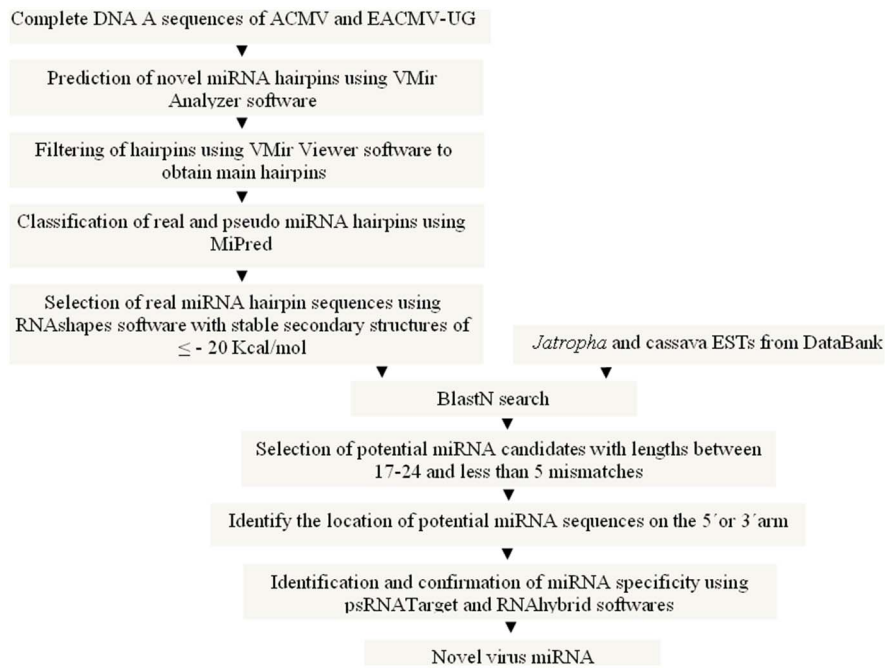 Complete DNA A sequences of ACMV and EACMV-UG
Prediction of novel miRNA hairpins using VMir
Analyzer software
Filtering of hairpins using VMir Viewer software to
obtain main hairpins
Classification of real and pseudo miRNA hairpins using
MiPred
Selection of real miRNA hairpin sequences using
RNAshapes software with stable secondary structures of
≤ - 20 Kcal/mol
Jatropha and cassava ESTs from DataBank
BlastN search
Selection of potential miRNA candidates with lengths between
17-24 and less than 5 mismatches
Identify the location of potential miRNA sequences on the 5´or 3´arm
Identification and confirmation of miRNA specificity using
psRNATarget and RNAhybrid softwares
Novel virus miRNA